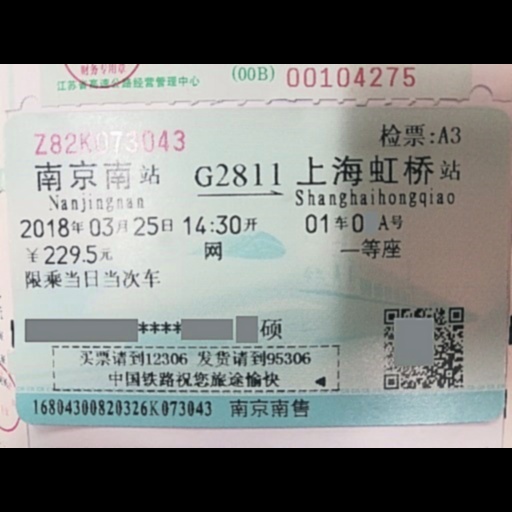 财务专用章
江苏省高速公路经营管理中心
(00B) 00104275
Z82K073043
检票:A3
南京南站 G2811 上海虹桥站
Nanjingnan Shanghaihongqiao
2018年03月25日 14:30开 01车0 A号
￥229.5元 网 一等座
限乘当日当次车
**** 硕
买票请到12306 发货请到95306
中国铁路祝您旅途愉快
16804300820326K073043 南京南售